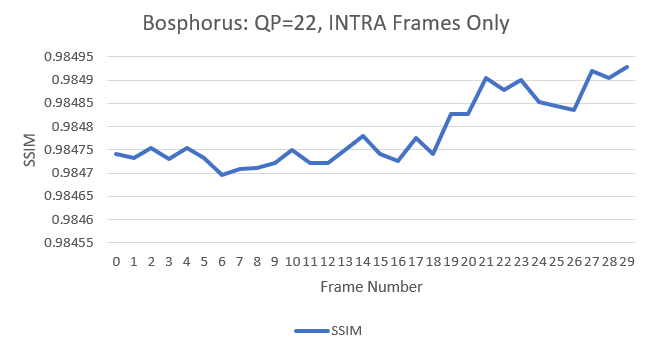 Bosphorus: QP=22, INTRA Frames Only
0.98495
0.9849
0.98485
0.9848
0.98475
0.9847
0.98465
0.9846
0.98455
SSIM
0 1 2 3 4 5 6 7 8 9 10 11 12 13 14 15 16 17 18 19 20 21 22 23 24 25 26 27 28 29
Frame Number
SSIM